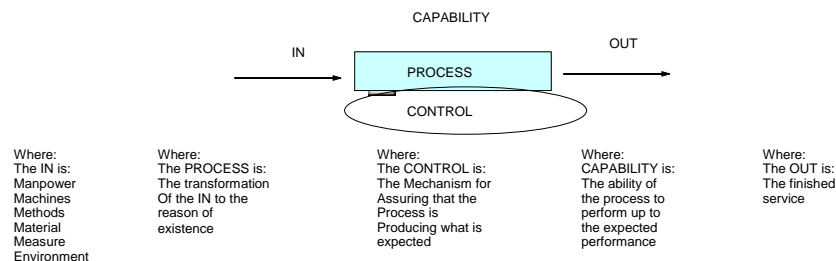 CAPABILITY
IN
OUT
PROCESS
CONTROL
Where:
The IN is:
Manpower
Machines
Methods
Material
Measure
Environment
Where:
The PROCESS is:
The transformation
Of the IN to the
reason of
existence
Where:
The CONTROL is:
The Mechanism for
Assuring that the
Process is
Producing what is
expected
Where:
CAPABILITY is:
The ability of
the process to
perform up to
the expected
performance
Where:
The OUT is:
The finished
service